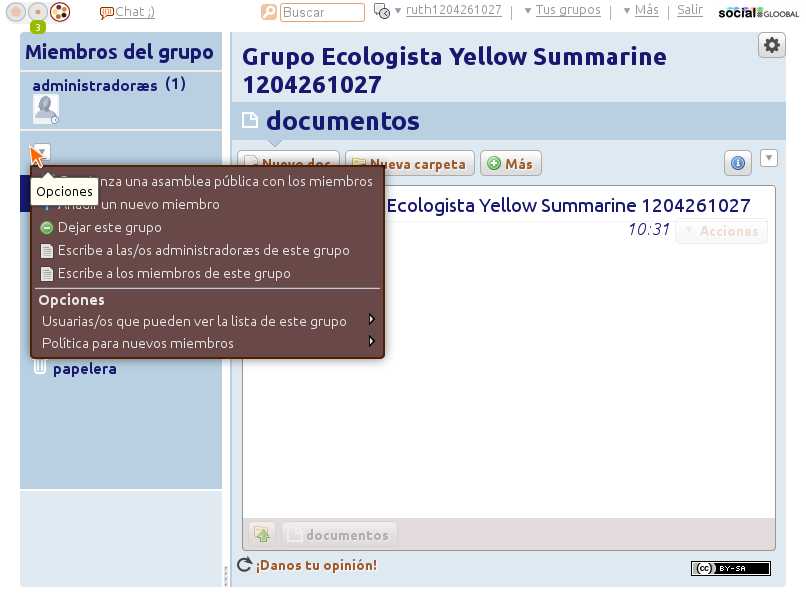 3
Chat ;)
Buscar
ruth1204261027
Tus grupos
Más
Salir
social GLOOBAL
Miembros del grupo
administradoræs (1)
Grupo Ecologista Yellow Summarine
1204261027
documentos
Nuevo doc
Nueva carpeta
Más
Opciones
una asamblea pública con los miembros
Añadir un nuevo miembro
Dejar este grupo
Escribe a las/os administradoræs de este grupo
Escribe a los miembros de este grupo
Opciones
Usuarias/os que pueden ver la lista de este grupo
Política para nuevos miembros
papelera
Ecologista Yellow Summarine 1204261027
10:31
Acciones
documentos
¡Danos tu opinión!
(cc) BY-SA